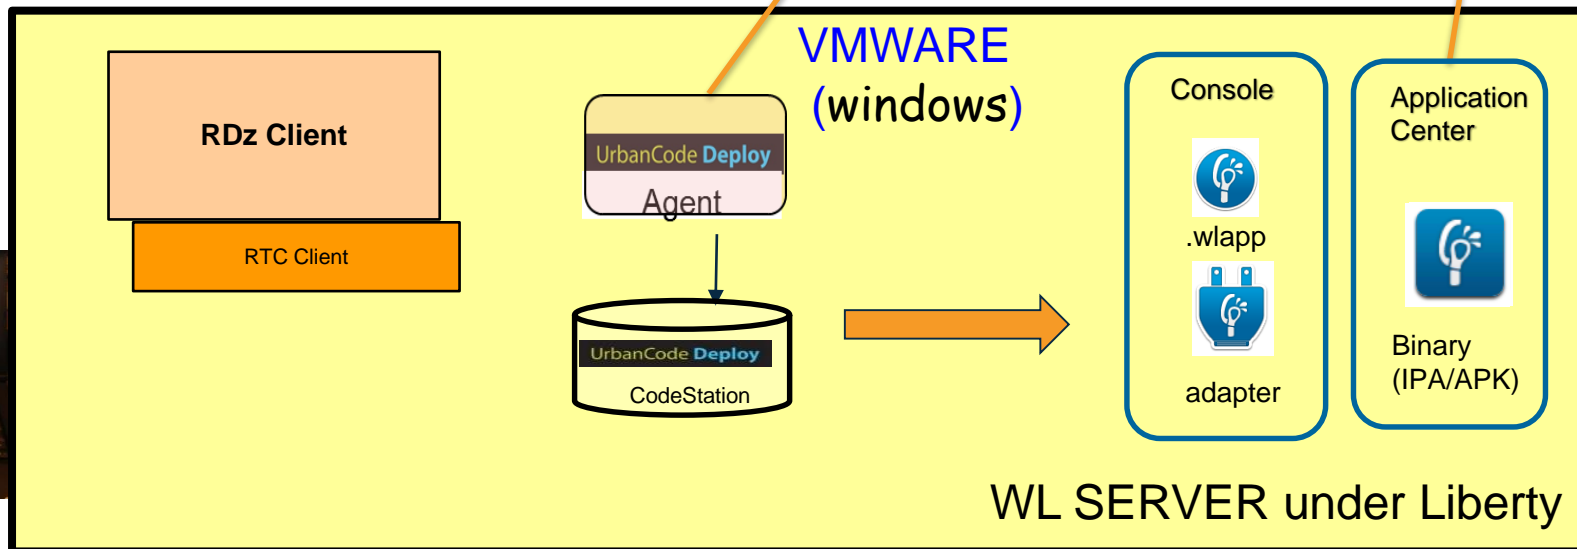 VMWARE
(windows)
RDz Client
RTC Client
UrbanCode Deploy
Agent
UrbanCode Deploy
CodeStation
Console
.wlapp
adapter
Application
Center
Binary
(IPA/APK)
WL SERVER under Liberty